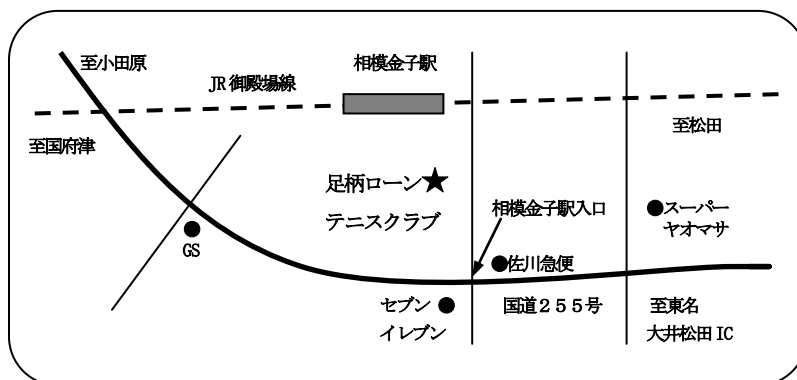 至小田原
JR 御殿場線
相模金子駅
至国府津
至松田
足柄ローン
テニスクラブ
相模金子駅入口
スーパー
ヤオマサ
GS
佐川急便
セブン
イレブン
国道255号
至東名
大井松田 IC